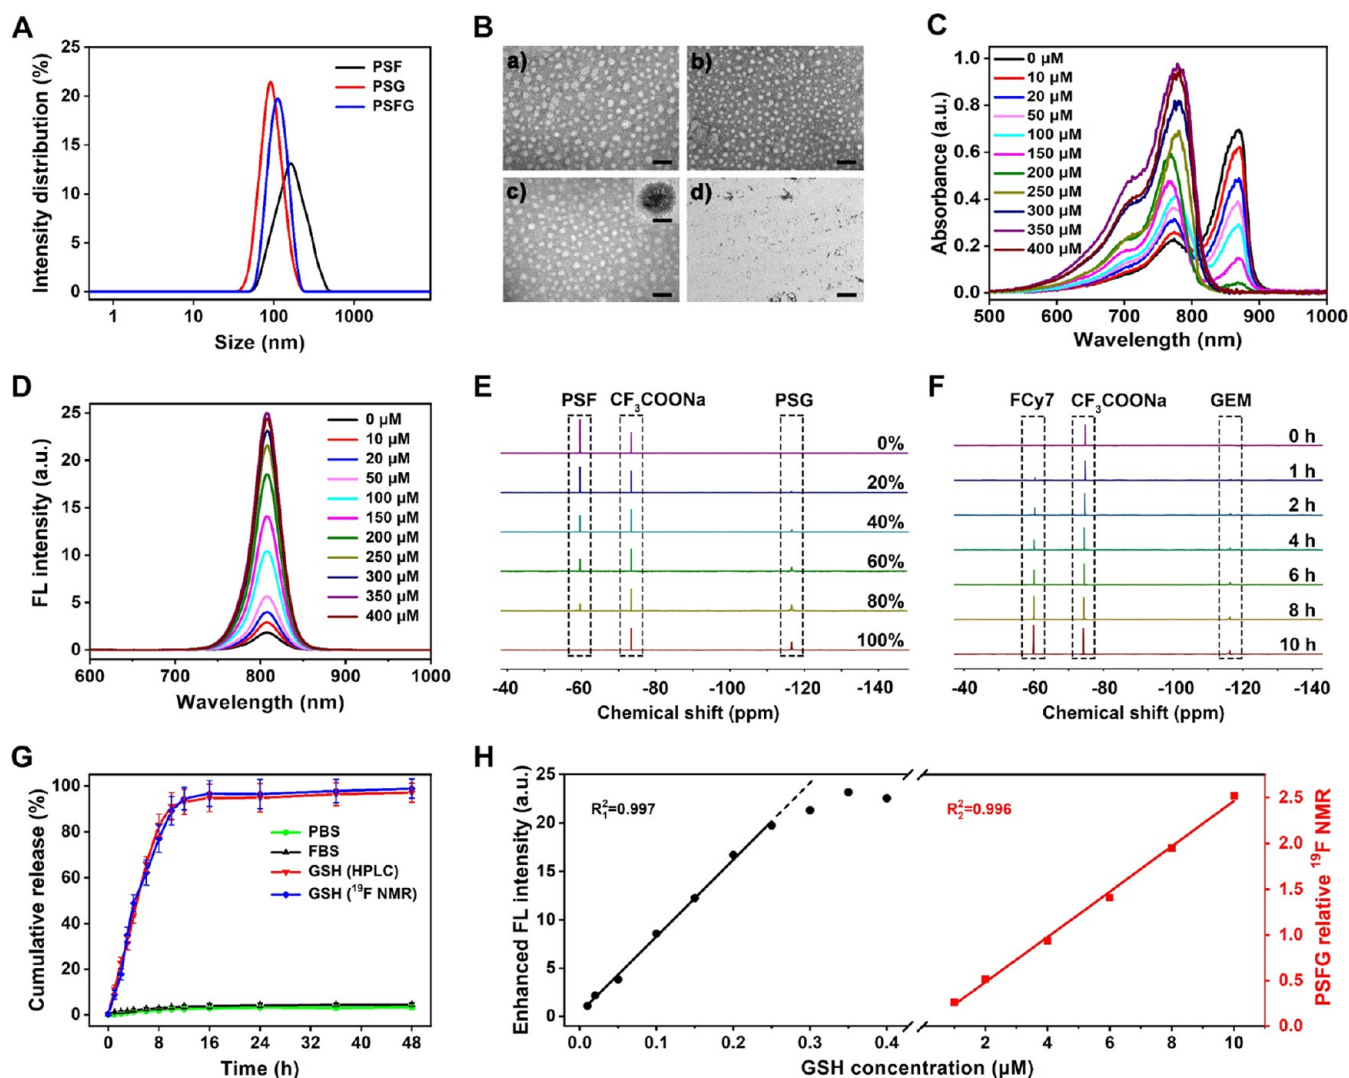 A
Intensity distribution (%)
25
20
15
10
5
0
PSF
PSG
PSFG
1
10
100
1000
Size (nm)
B
a)
b)
c)
d)
C
Absorbance (a.u.)
1.0
0.8
0.6
0.4
0.2
0.0
0 µM
10 µM
20 µM
50 µM
100 µM
150 µM
200 µM
250 µM
300 µM
350 µM
400 µM
500 600 700 800 900 1000
Wavelength (nm)
D
FL intensity (a.u.)
25
20
15
10
5
0
0 µM
10 µM
20 µM
50 µM
100 µM
150 µM
200 µM
250 µM
300 µM
350 µM
400 µM
600 700 800 900 1000
Wavelength (nm)
E
PSF CF₃COONa PSG
0%
20%
40%
60%
80%
100%
-40 -60 -80 -100 -120 -140
Chemical shift (ppm)
F
FCy7 CF₃COONa GEM
0 h
1 h
2 h
4 h
6 h
8 h
10 h
-40 -60 -80 -100 -120 -140
Chemical shift (ppm)
G
Cumulative release (%)
100
80
60
40
20
0
PBS
FBS
GSH (HPLC)
GSH (¹⁹F NMR)
0 8 16 24 32 40 48
Time (h)
H
Enhanced FL intensity (a.u.)
25
20
15
10
5
0
R₁²=0.997
R₂²=0.996
0.0 0.1 0.2 0.3 0.4 2 4 6 8 10
GSH concentration (µM)
2.5
2.0
1.5
1.0
0.5
0.0
PSFG relative ¹⁹F NMR